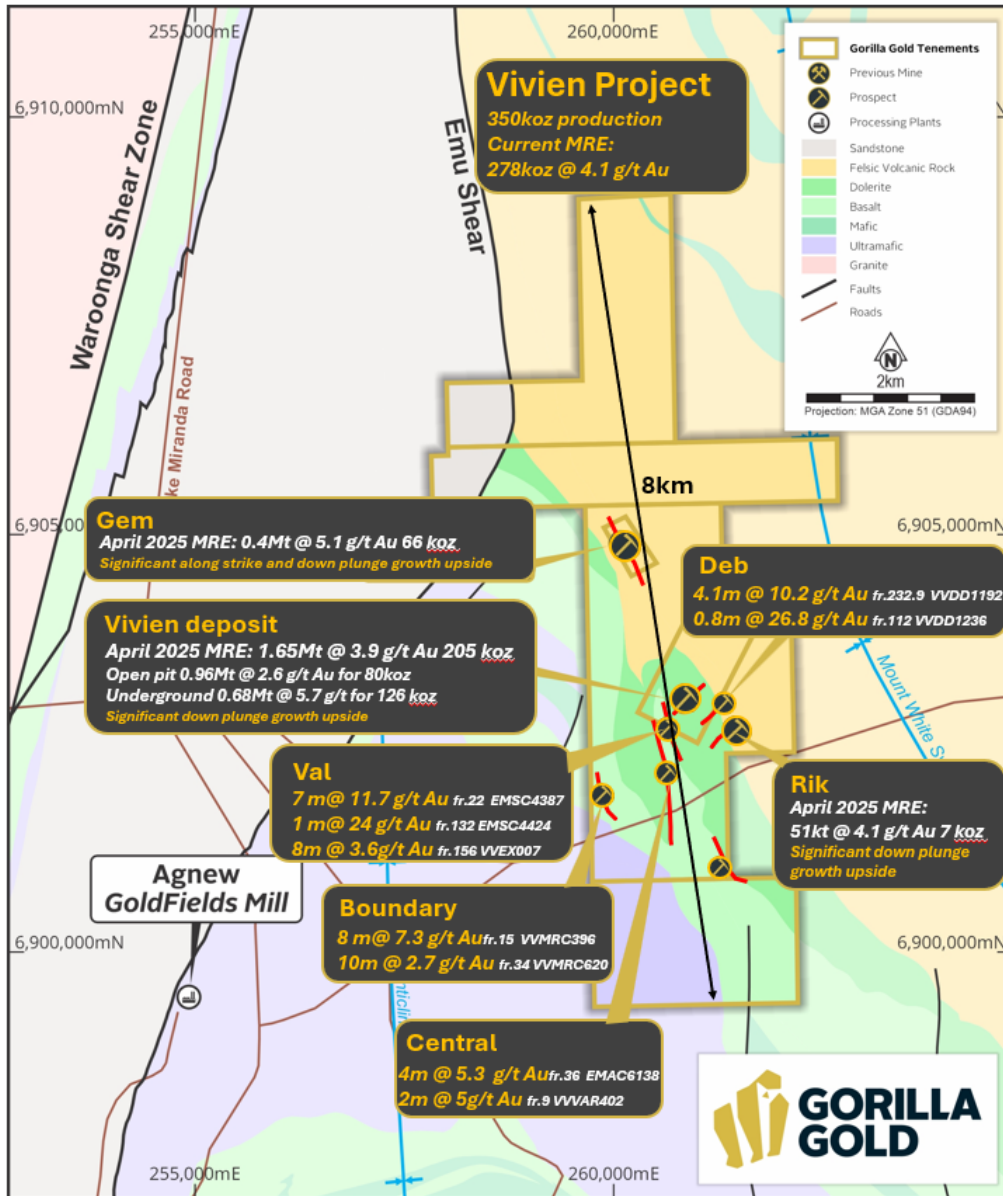 255,000mE
260,000mE
6,910,000mN
Waroonga Shear Zone
Emu Shear
Vivien Project
350koz production
Current MRE:
278koz @ 4.1 g/t Au
Gorilla Gold Tenements
Previous Mine
Prospect
Processing Plants
Sandstone
Felsic Volcanic Rock
Dolerite
Basalt
Mafic
Ultramafic
Granite
Faults
Roads
N
2km
Projection: MGA Zone 51 (GDA94)
ke Miranda Road
8km
6,905,00
6,905,000mN
Gem
April 2025 MRE: 0.4Mt @ 5.1 g/t Au 66 koz
Significant along strike and down plunge growth upside
Deb
4.1m @ 10.2 g/t Au fr.232.9 VVDD1192
0.8m @ 26.8 g/t Au fr.112 VVDD1236
Vivien deposit
April 2025 MRE: 1.65Mt @ 3.9 g/t Au 205 koz
Open pit 0.96Mt @ 2.6 g/t Au for 80koz
Underground 0.68Mt @ 5.7 g/t for 126 koz
Significant down plunge growth upside
Mount White Sy
Val
7 m@ 11.7 g/t Au fr.22 EMSC4387
1 m@ 24 g/t Au fr.132 EMSC4424
8m @ 3.6g/t Au fr.156 VVEX007
Rik
April 2025 MRE:
51kt @ 4.1 g/t Au 7 koz
Significant down plunge
growth upside
Agnew
GoldFields Mill
Boundary
8 m@ 7.3 g/t Au fr.15 VVMRC396
10m @ 2.7 g/t Au fr.34 VVMRC620
6,900,000mN
6,900,000mN
nticlin
Central
4m @ 5.3 g/t Au fr.36 EMAC6138
2m @ 5g/t Au fr.9 VVVAR402
GORILLA
GOLD
255,000mE
260,000mE